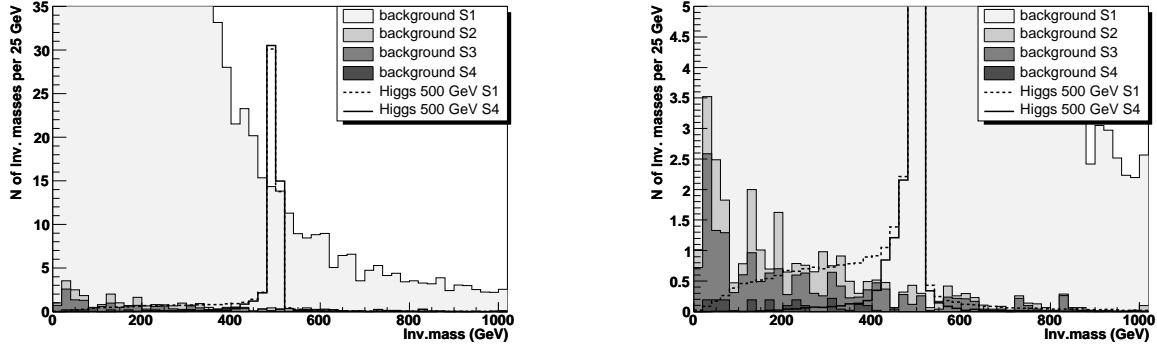 N of Inv. masses per 25 GeV
35
30
25
20
15
10
5
0
0 200 400 600 800 1000
Inv.mass (GeV)
background S1
background S2
background S3
background S4
Higgs 500 GeV S1
Higgs 500 GeV S4
N of Inv. masses per 25 GeV
5
4.5
4
3.5
3
2.5
2
1.5
1
0.5
0
0 200 400 600 800 1000
Inv.mass (GeV)
background S1
background S2
background S3
background S4
Higgs 500 GeV S1
Higgs 500 GeV S4